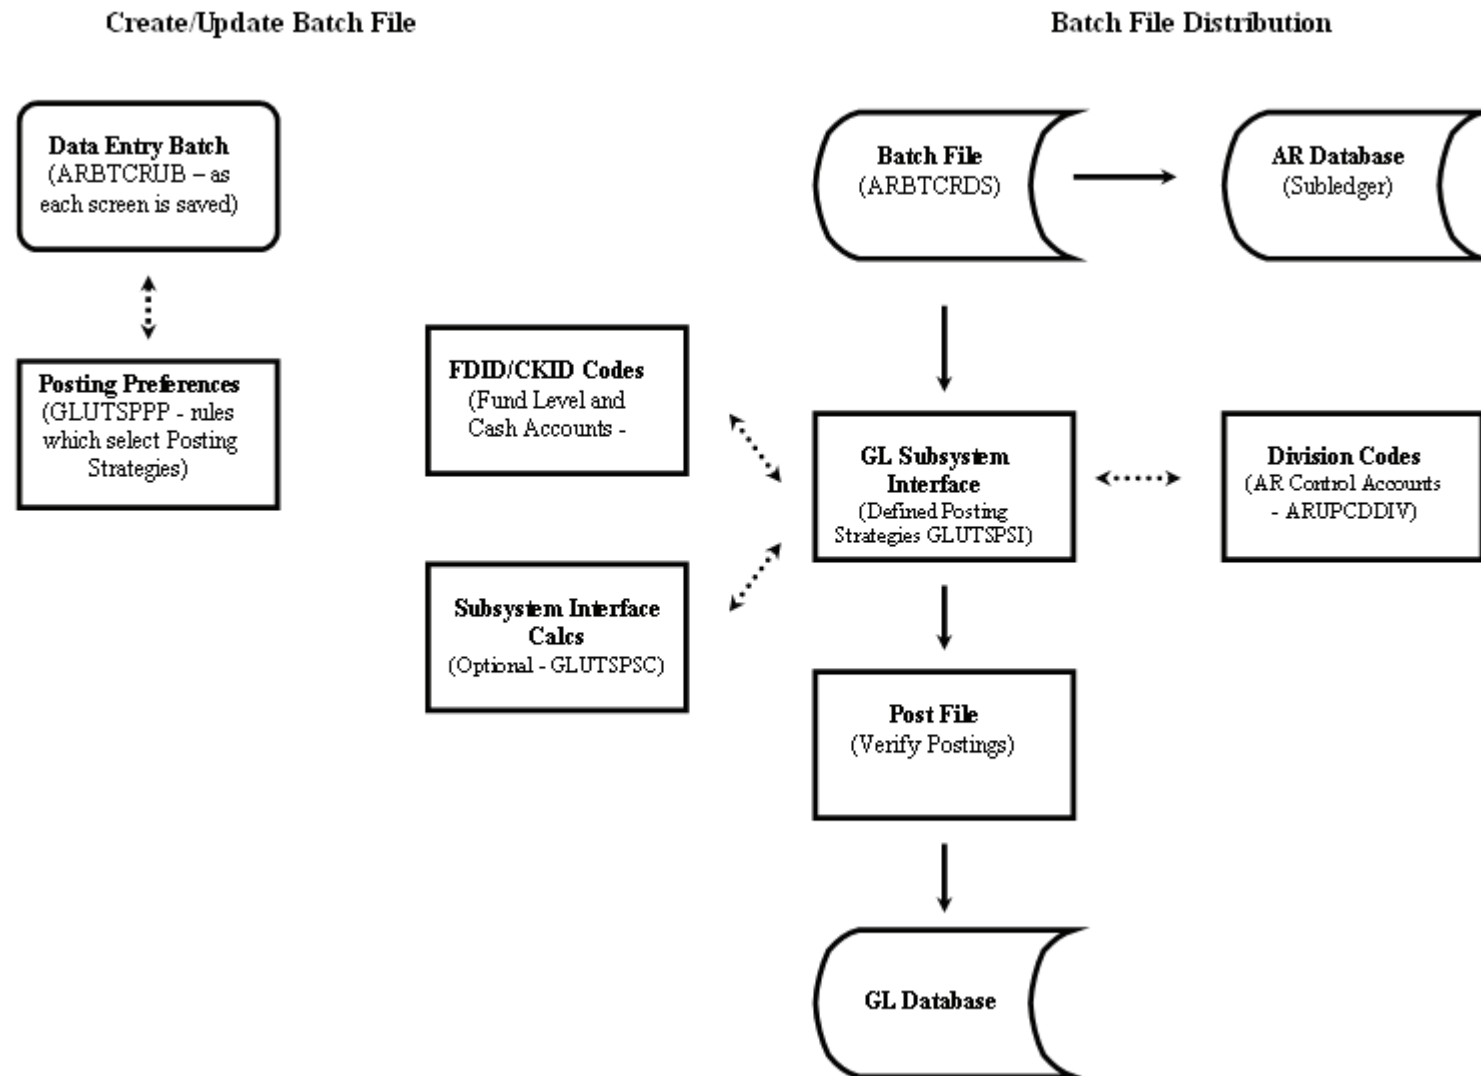 Create/Update Batch File
Batch File Distribution
Data Entry Batch
(ARBTCRUB – as
each screen is saved)
Batch File
(ARBTCRDS)
AR Database
(Subledger)
Posting Preferences
(GLUTSPPP - rules
which select Posting
Strategies)
FDID/CKID Codes
(Fund Level and
Cash Accounts -
GL Subsystem
Interface
(Defined Posting
Strategies GLUTSPSI)
Division Codes
(AR Control Accounts
- ARUPCDDIV)
Subsystem Interface
Calcs
(Optional - GLUTSPSC)
Post File
(Verify Postings)
GL Database